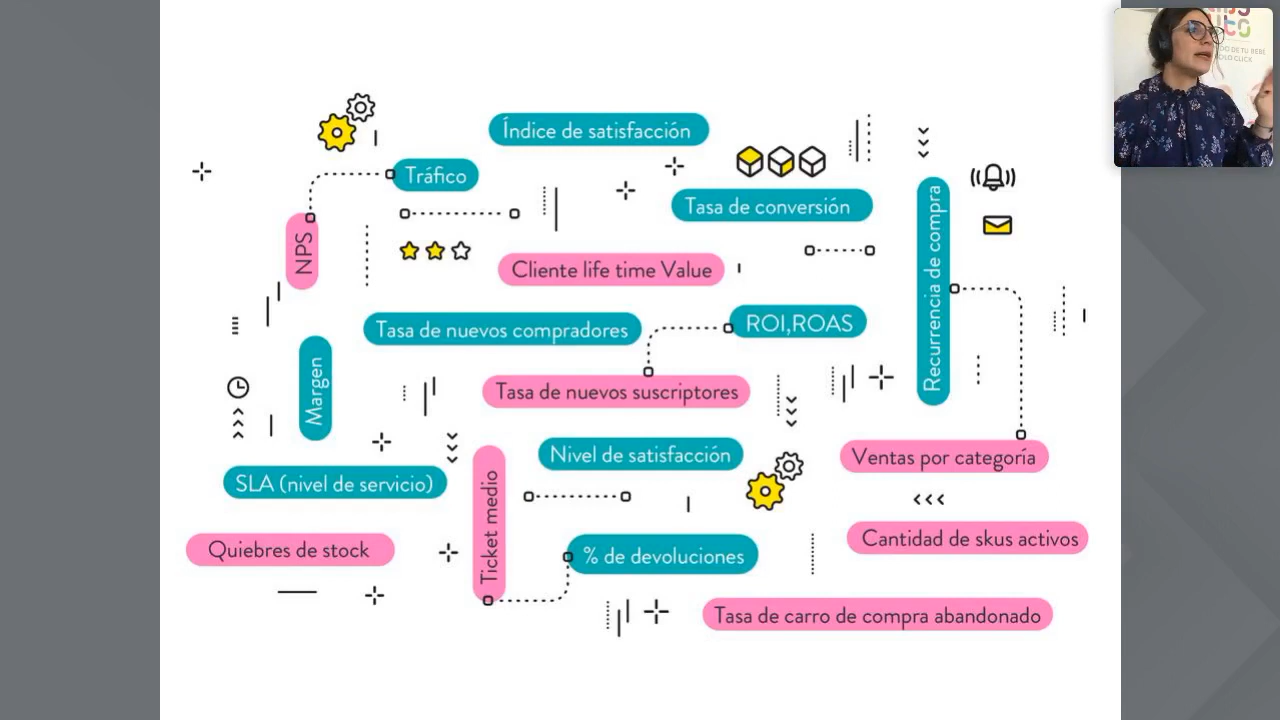 Índice de satisfacción
Tráfico
Tasa de conversión
Recurrencia de compra
NPS
Cliente life time Value
Tasa de nuevos compradores
ROI,ROAS
Margen
Tasa de nuevos suscriptores
Nivel de satisfacción
Ventas por categoría
SLA (nivel de servicio)
Ticket medio
Quiebres de stock
% de devoluciones
Cantidad de skus activos
Tasa de carro de compra abandonado